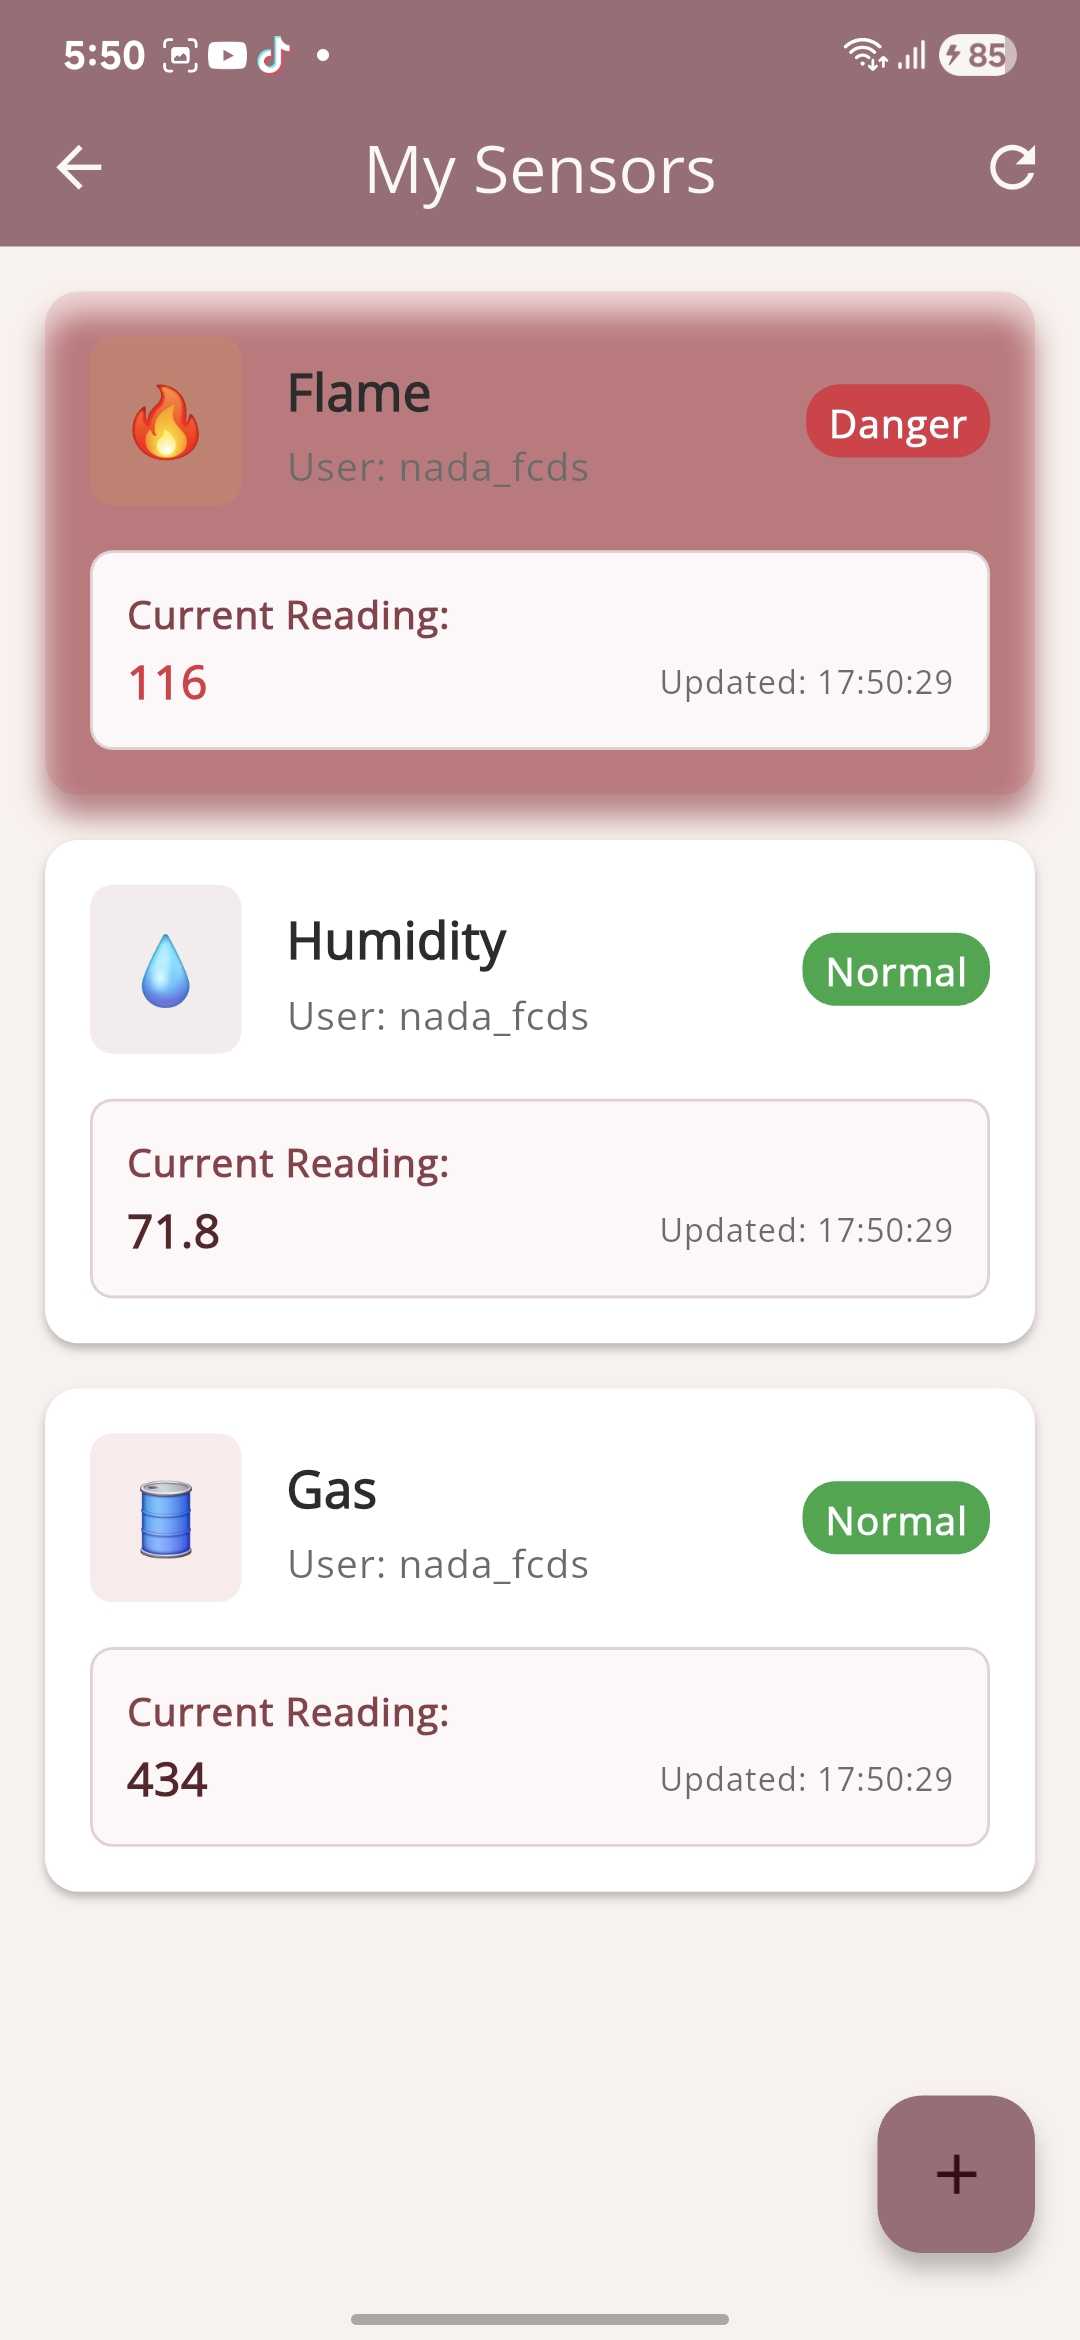 5:50
85
My Sensors
Flame
User: nada_fcds
Danger
Current Reading:
116
Updated: 17:50:29
Humidity
User: nada_fcds
Normal
Current Reading:
71.8
Updated: 17:50:29
Gas
User: nada_fcds
Normal
Current Reading:
434
Updated: 17:50:29